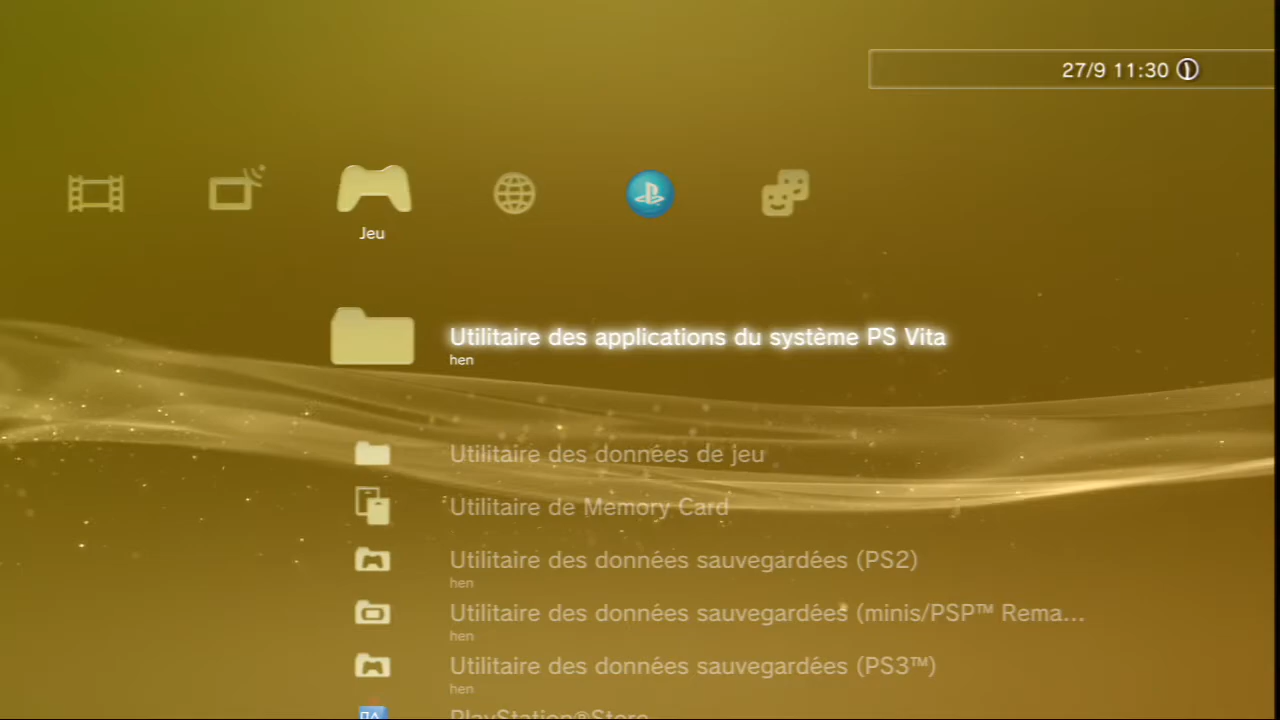 27/9 11:30
Jeu
Utilitaire des applications du système PS Vita
hen
Utilitaire des données de jeu
Utilitaire de Memory Card
Utilitaire des données sauvegardées (PS2)
hen
Utilitaire des données sauvegardées (minis/PSP™ Rema...
hen
Utilitaire des données sauvegardées (PS3™)
hen
PlayStation®Store